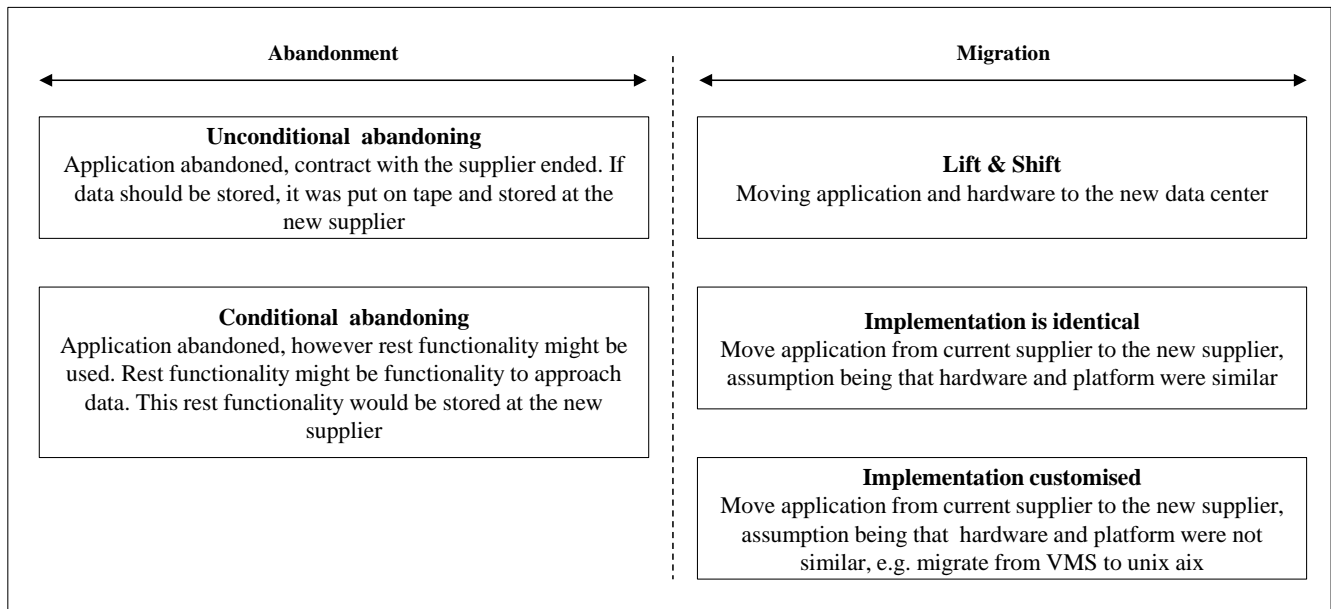 Abandonment
Unconditional abandoning
Application abandoned, contract with the supplier ended. If
data should be stored, it was put on tape and stored at the
new supplier
Conditional abandoning
Application abandoned, however rest functionality might be
used. Rest functionality might be functionality to approach
data. This rest functionality would be stored at the new
supplier
Migration
Lift & Shift
Moving application and hardware to the new data center
Implementation is identical
Move application from current supplier to the new supplier,
assumption being that hardware and platform were similar
Implementation customised
Move application from current supplier to the new supplier,
assumption being that hardware and platform were not
similar, e.g. migrate from VMS to unix aix